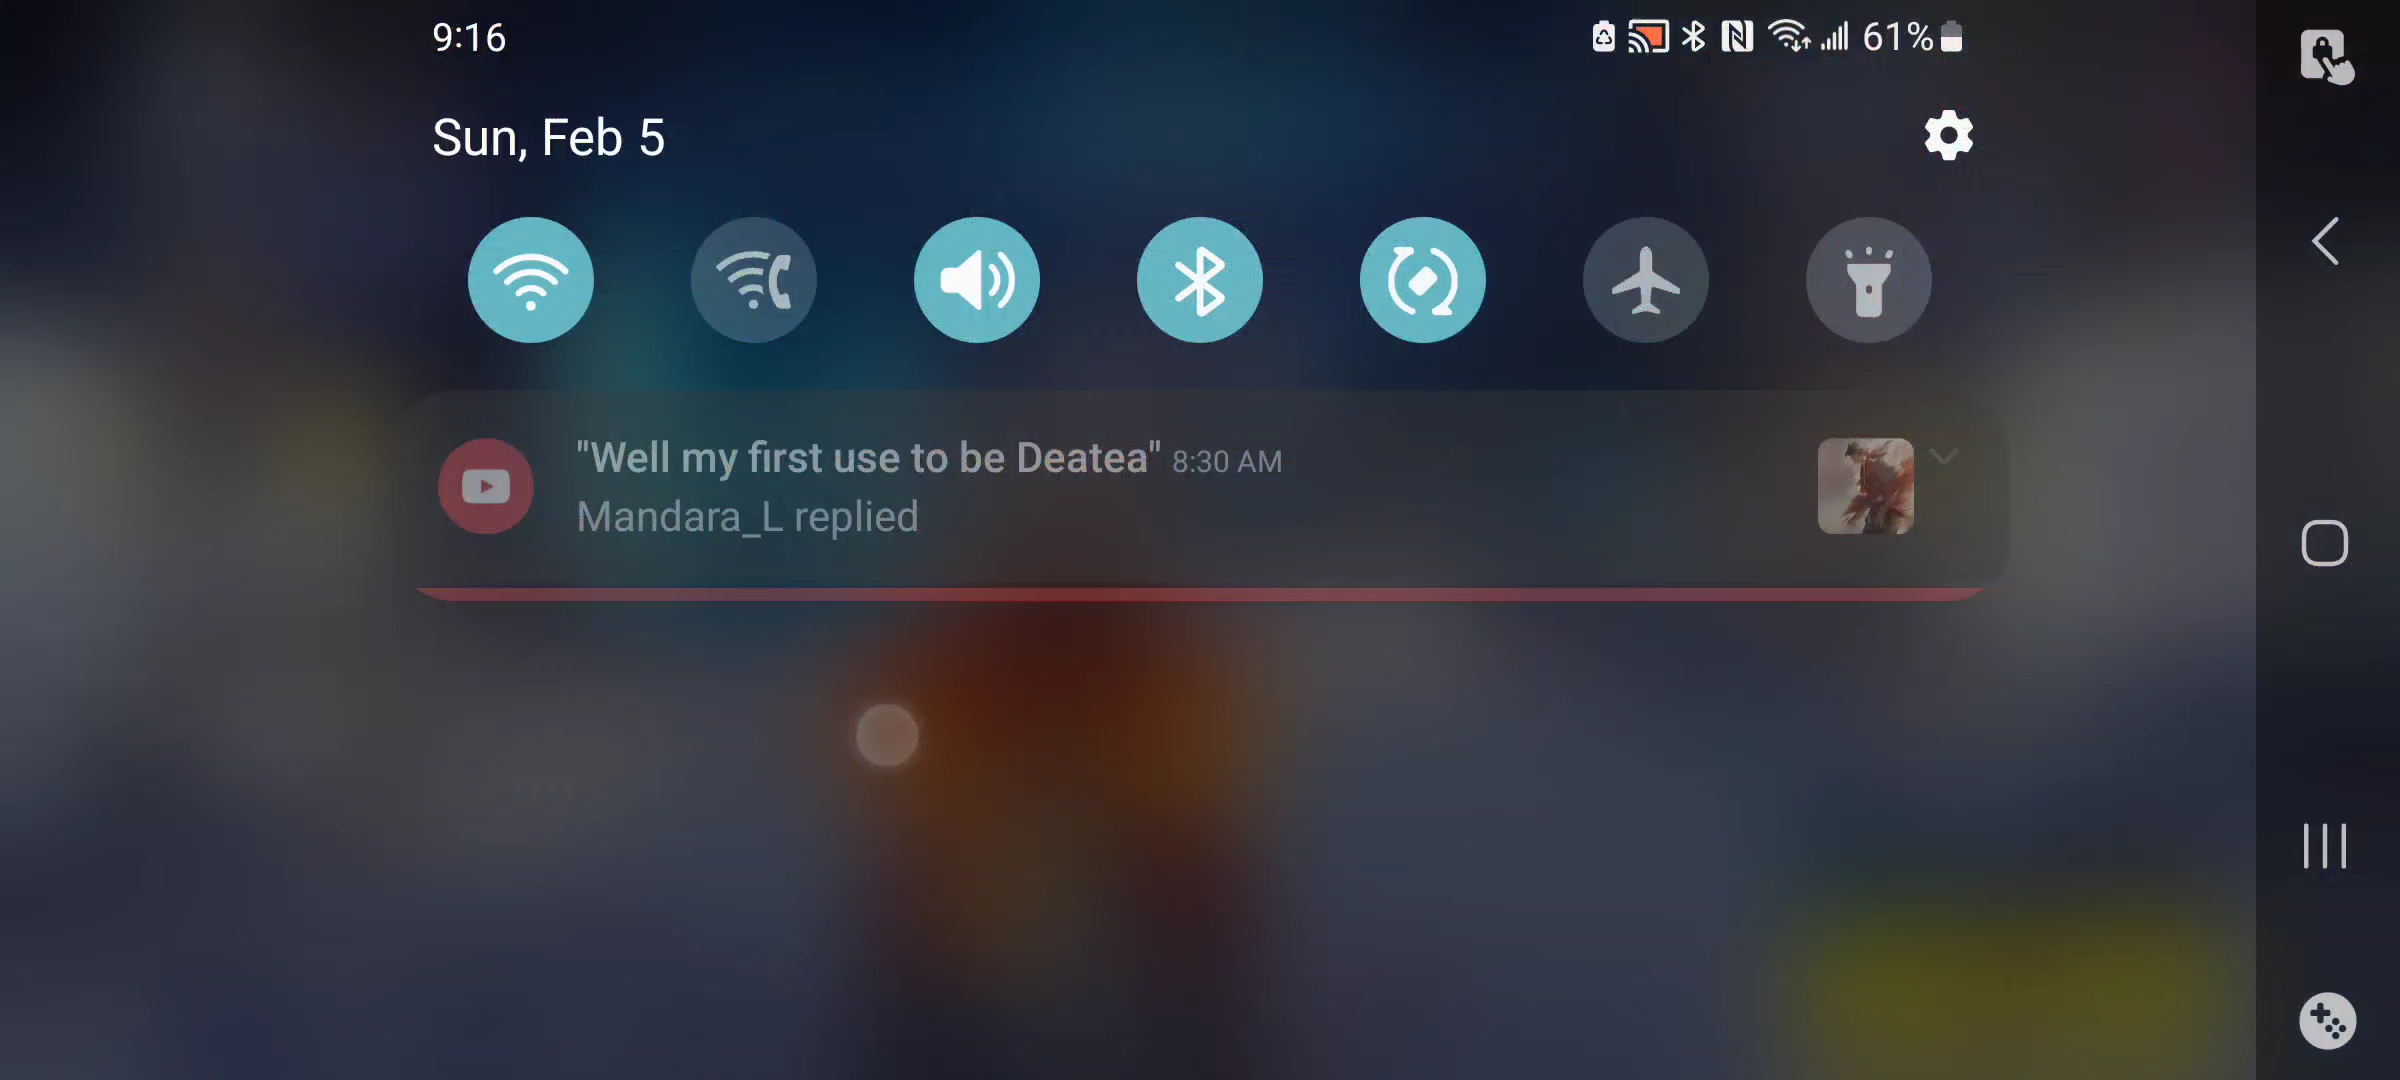 9:16
61%
Sun, Feb 5
"Well my first use to be Deatea" 8:30 AM
Mandara_L replied